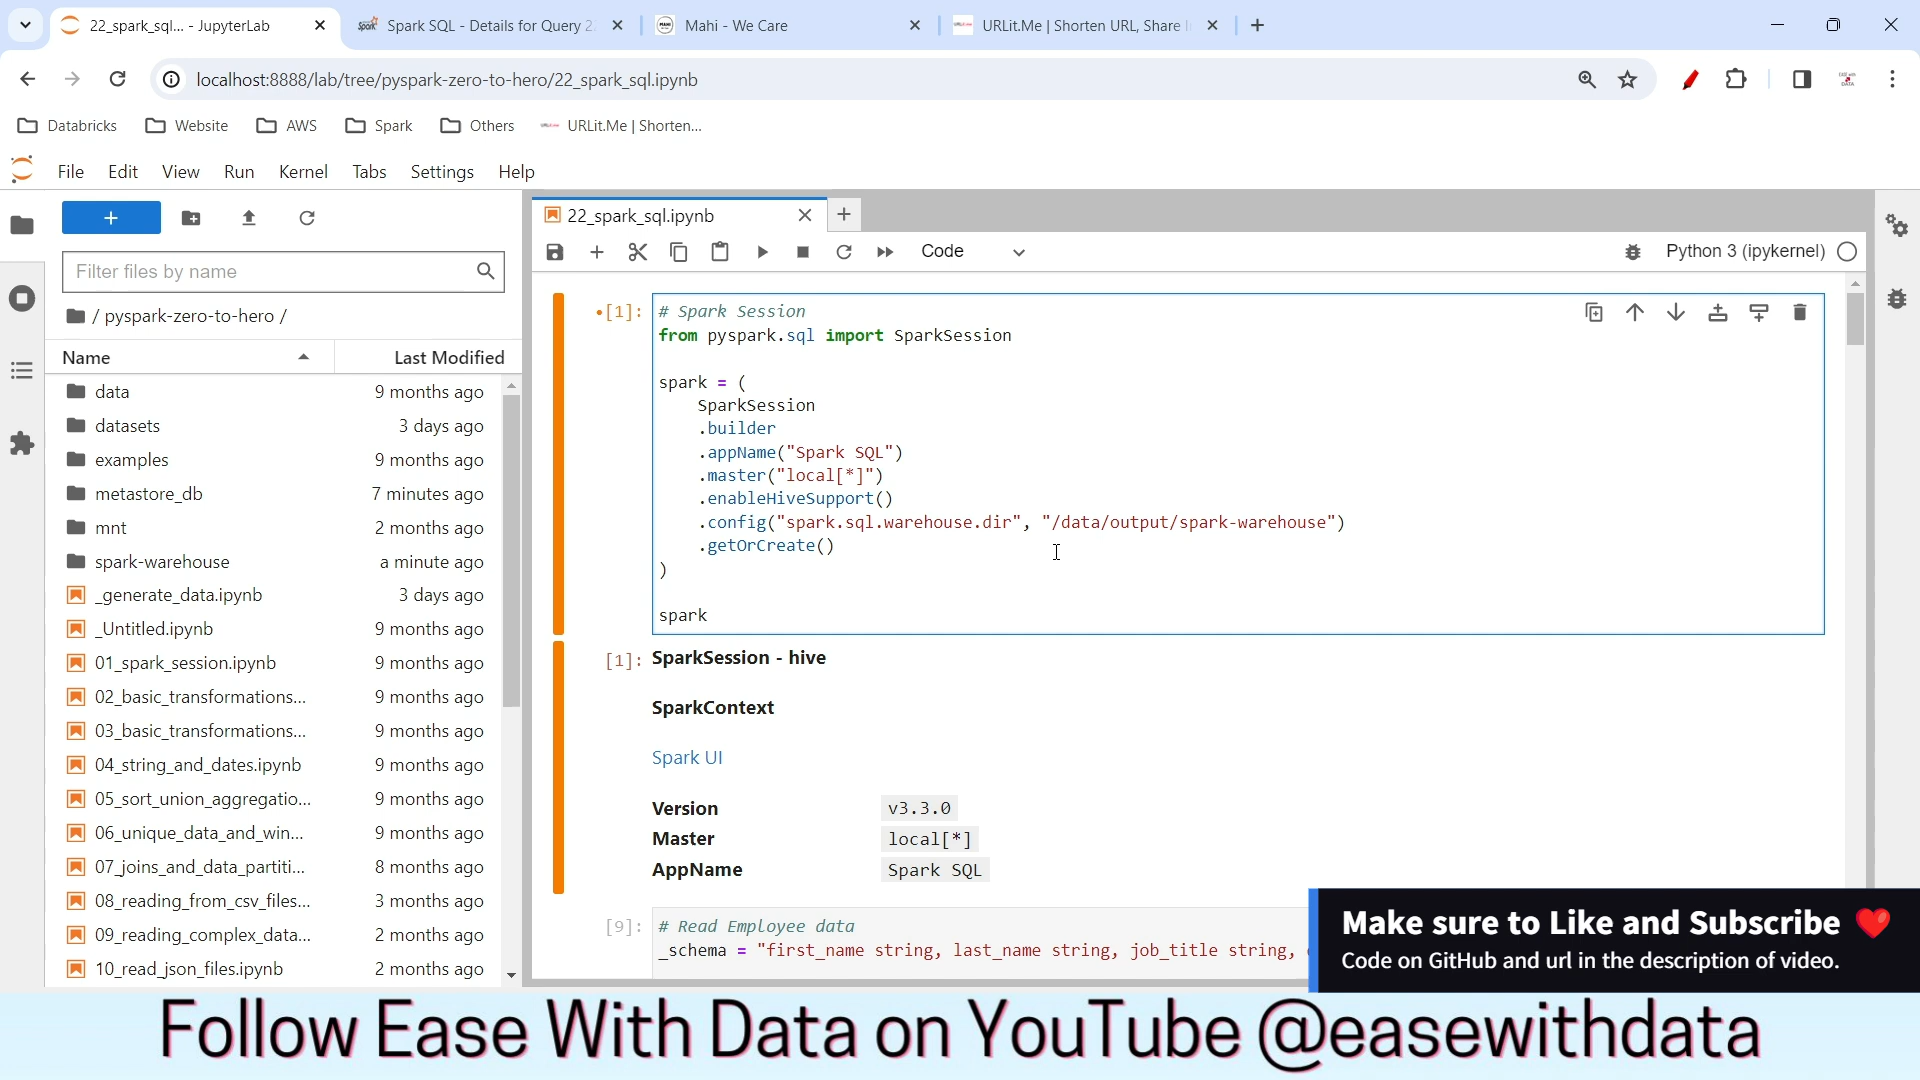 22_spark_sql... - JupyterLab
Spark SQL - Details for Query 2
Mahi - We Care
URLit.Me | Shorten URL, Share
localhost:8888/lab/tree/pyspark-zero-to-hero/22_spark_sql.ipynb
Databricks
Website
AWS
Spark
Others
URLit.Me | Shorten...
File Edit View Run Kernel Tabs Settings Help
Filter files by name
/ pyspark-zero-to-hero /
Name Last Modified
data 9 months ago
datasets 3 days ago
examples 9 months ago
metastore_db 7 minutes ago
mnt 2 months ago
spark-warehouse a minute ago
_generate_data.ipynb 3 days ago
_Untitled.ipynb 9 months ago
01_spark_session.ipynb 9 months ago
02_basic_transformations... 9 months ago
03_basic_transformations... 9 months ago
04_string_and_dates.ipynb 9 months ago
05_sort_union_aggregatio... 9 months ago
06_unique_data_and_win... 9 months ago
07_joins_and_data_partiti... 8 months ago
08_reading_from_csv_files... 3 months ago
09_reading_complex_data... 2 months ago
10_read_json_files.ipynb 2 months ago
22_spark_sql.ipynb
Code
Python 3 (ipykernel)
[1]:
# Spark Session
from pyspark.sql import SparkSession
spark = (
SparkSession
.builder
.appName("Spark SQL")
.master("local[*]")
.enableHiveSupport()
.config("spark.sql.warehouse.dir", "/data/output/spark-warehouse")
.getOrCreate()
)
spark
[1]:
SparkSession - hive
SparkContext
Spark UI
Version v3.3.0
Master local[*]
AppName Spark SQL
[9]:
# Read Employee data
_schema = "first_name string, last_name string, job_title string,
Make sure to Like and Subscribe
Code on GitHub and url in the description of video.
Follow Ease With Data on YouTube @easewithdata